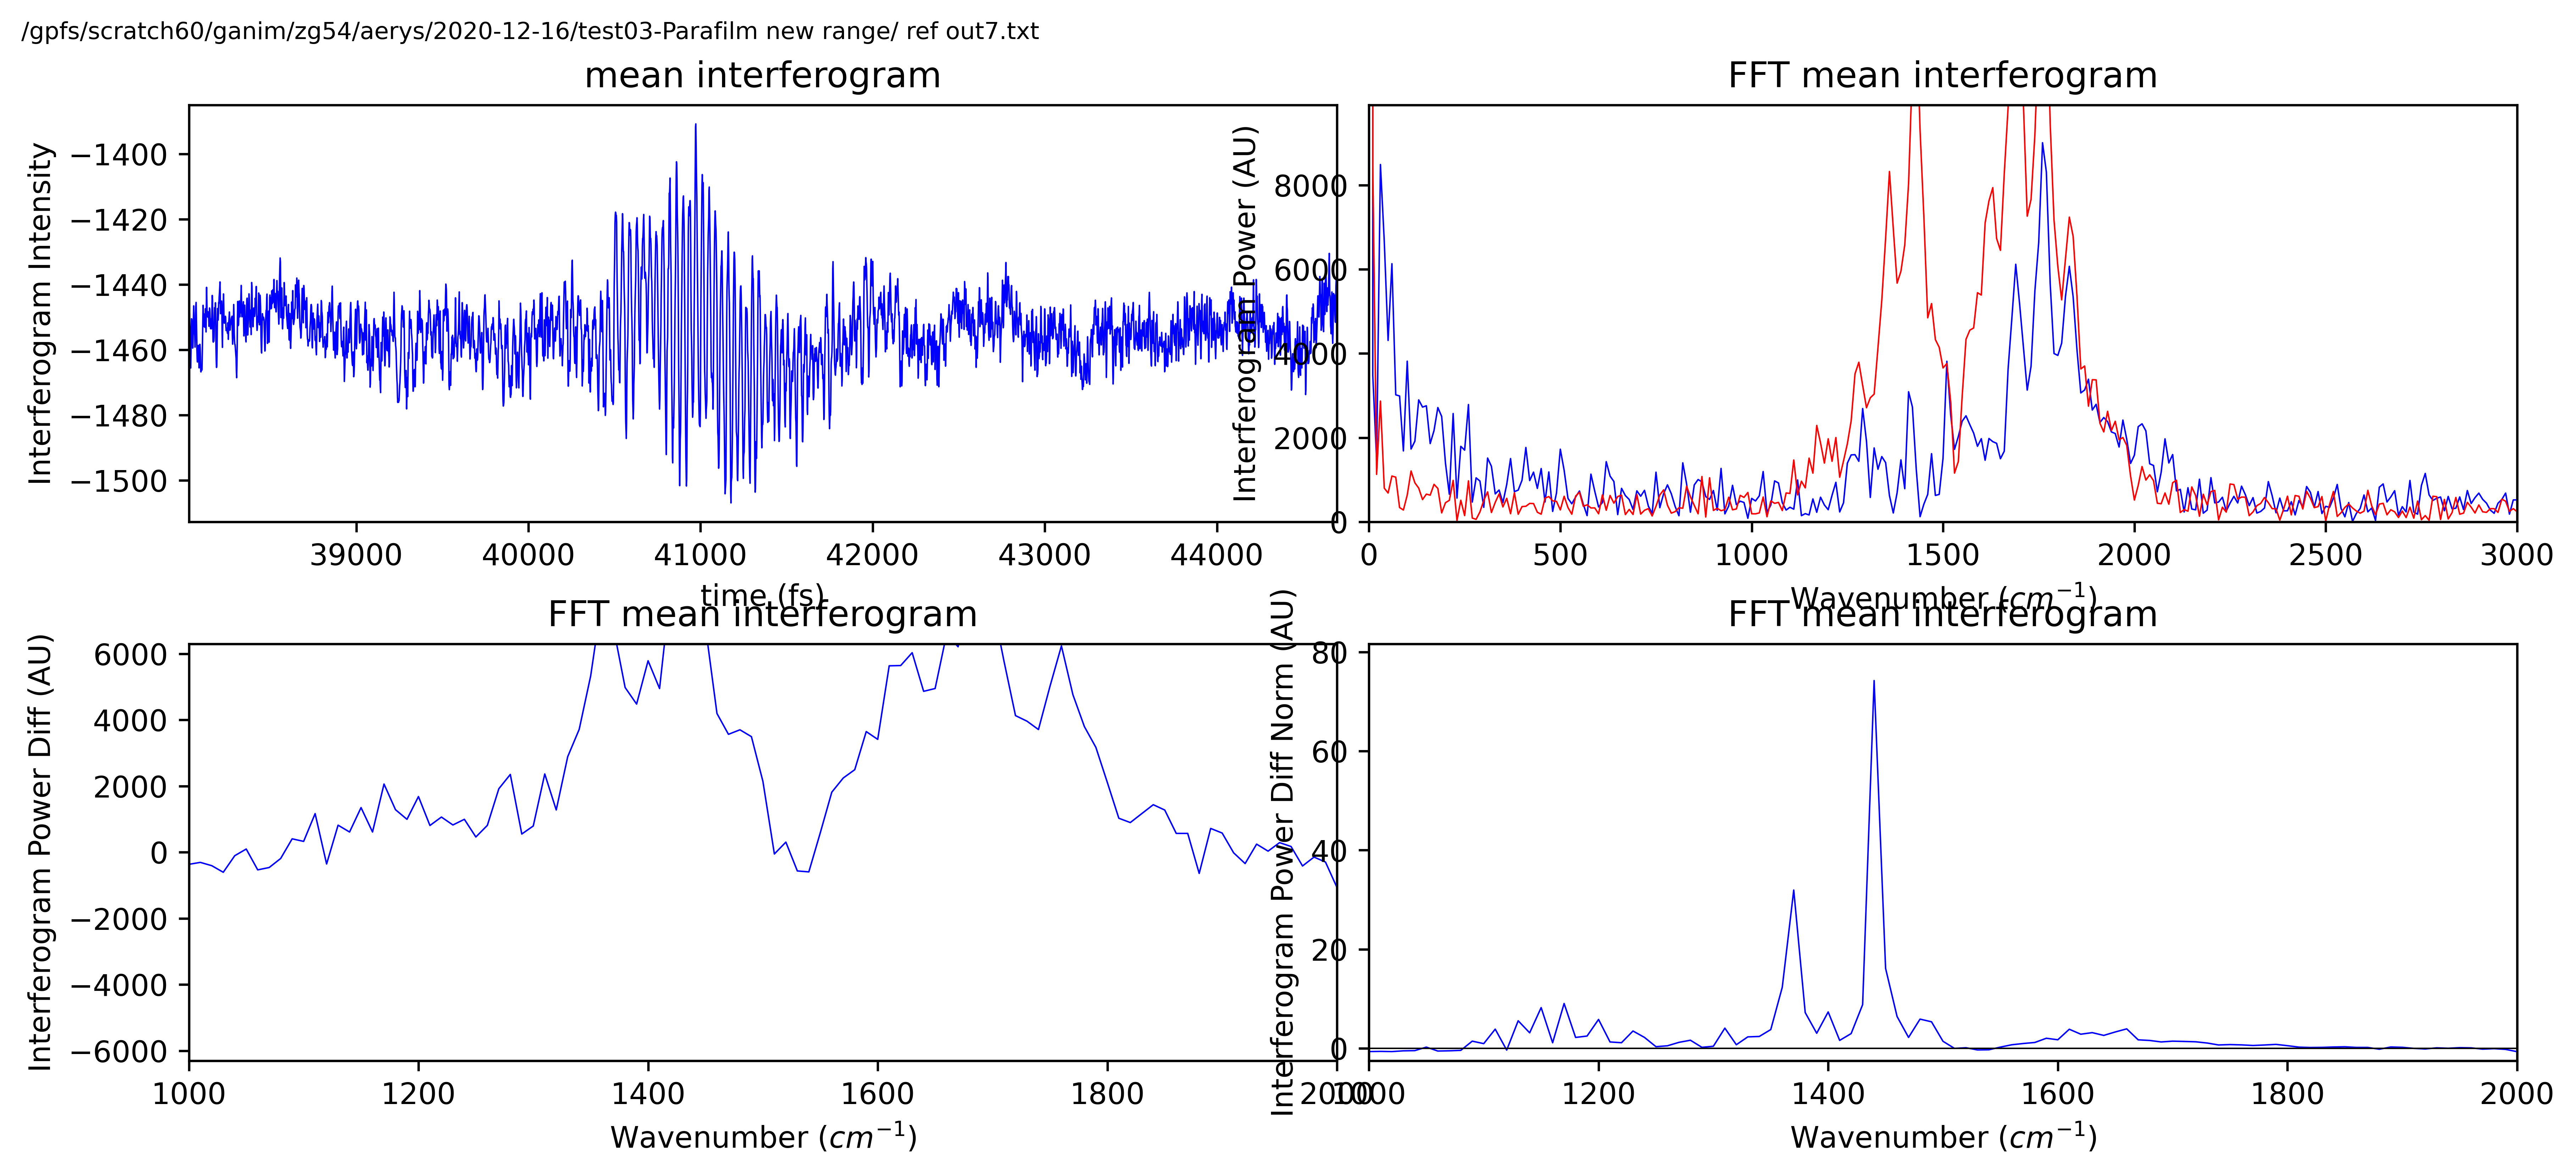 /gpfs/scratch60/ganim/zg54/aerys/2020-12-16/test03-Parafilm new range/ ref out7.txt
mean interferogram
Interferogram Intensity
−1400
−1420
−1440
−1460
−1480
−1500
39000 40000 41000 42000 43000 44000
time (fs)
FFT mean interferogram
Interferogram Power (AU)
8000
6000
4000
2000
0
0 500 1000 1500 2000 2500 3000
Wavenumber (cm⁻¹)
FFT mean interferogram
Interferogram Power Diff (AU)
6000
4000
2000
0
−2000
−4000
−6000
1000 1200 1400 1600 1800 2000
Wavenumber (cm⁻¹)
FFT mean interferogram
Interferogram Power Diff Norm (AU)
80
60
40
20
0
1000 1200 1400 1600 1800 2000
Wavenumber (cm⁻¹)